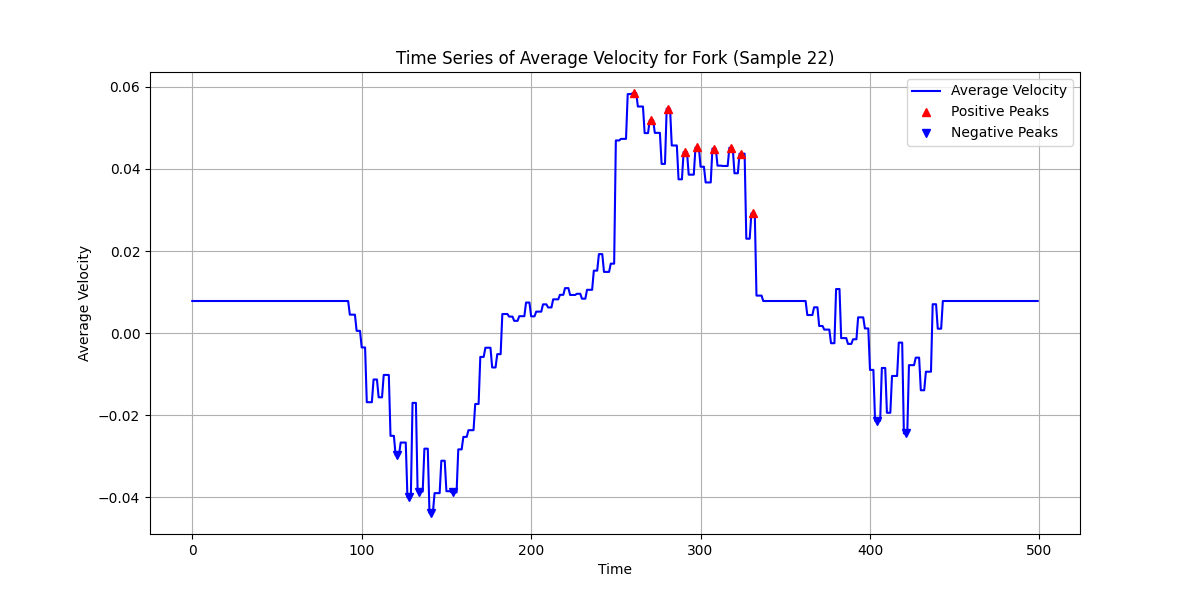 Time Series of Average Velocity for Fork (Sample 22)
Average Velocity
Positive Peaks
Negative Peaks
0.06
0.04
0.02
0.00
−0.02
−0.04
Average Velocity
0 100 200 300 400 500
Time